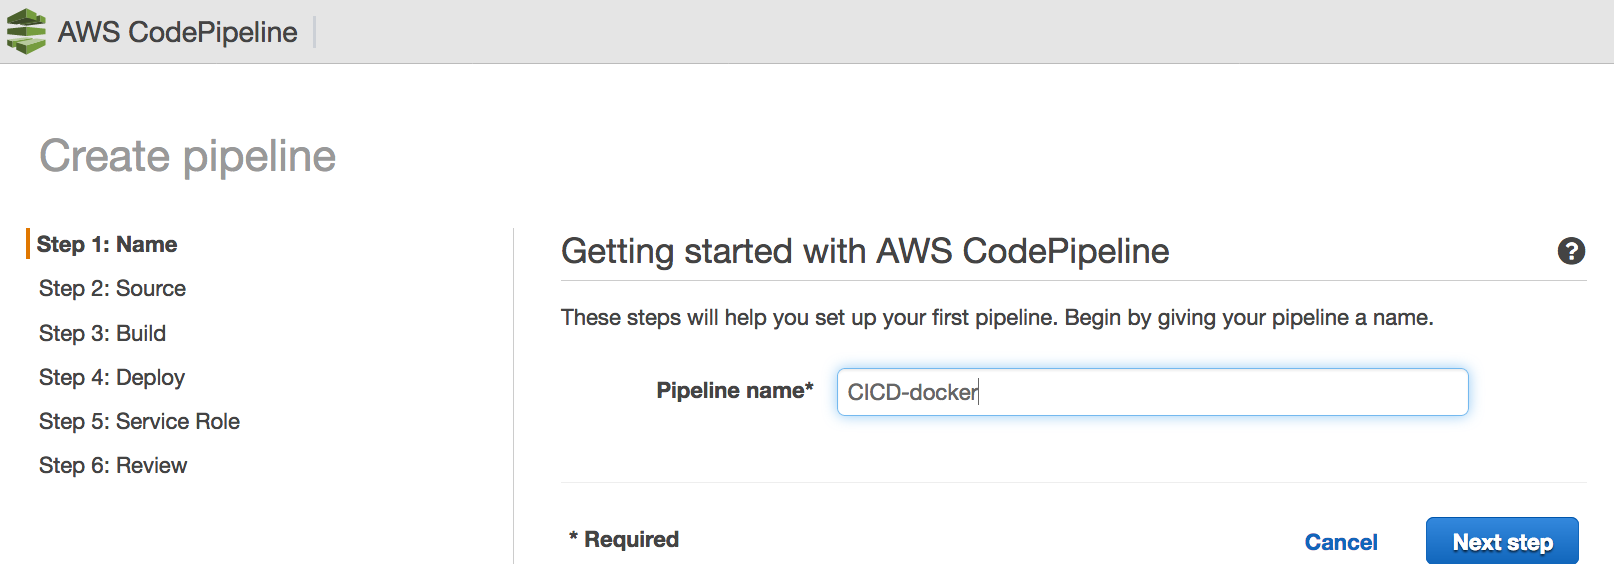 AWS CodePipeline
Create pipeline
Step 1: Name
Step 2: Source
Step 3: Build
Step 4: Deploy
Step 5: Service Role
Step 6: Review
Getting started with AWS CodePipeline
?
These steps will help you set up your first pipeline. Begin by giving your pipeline a name.
Pipeline name* CICD-docker
* Required
Cancel Next step